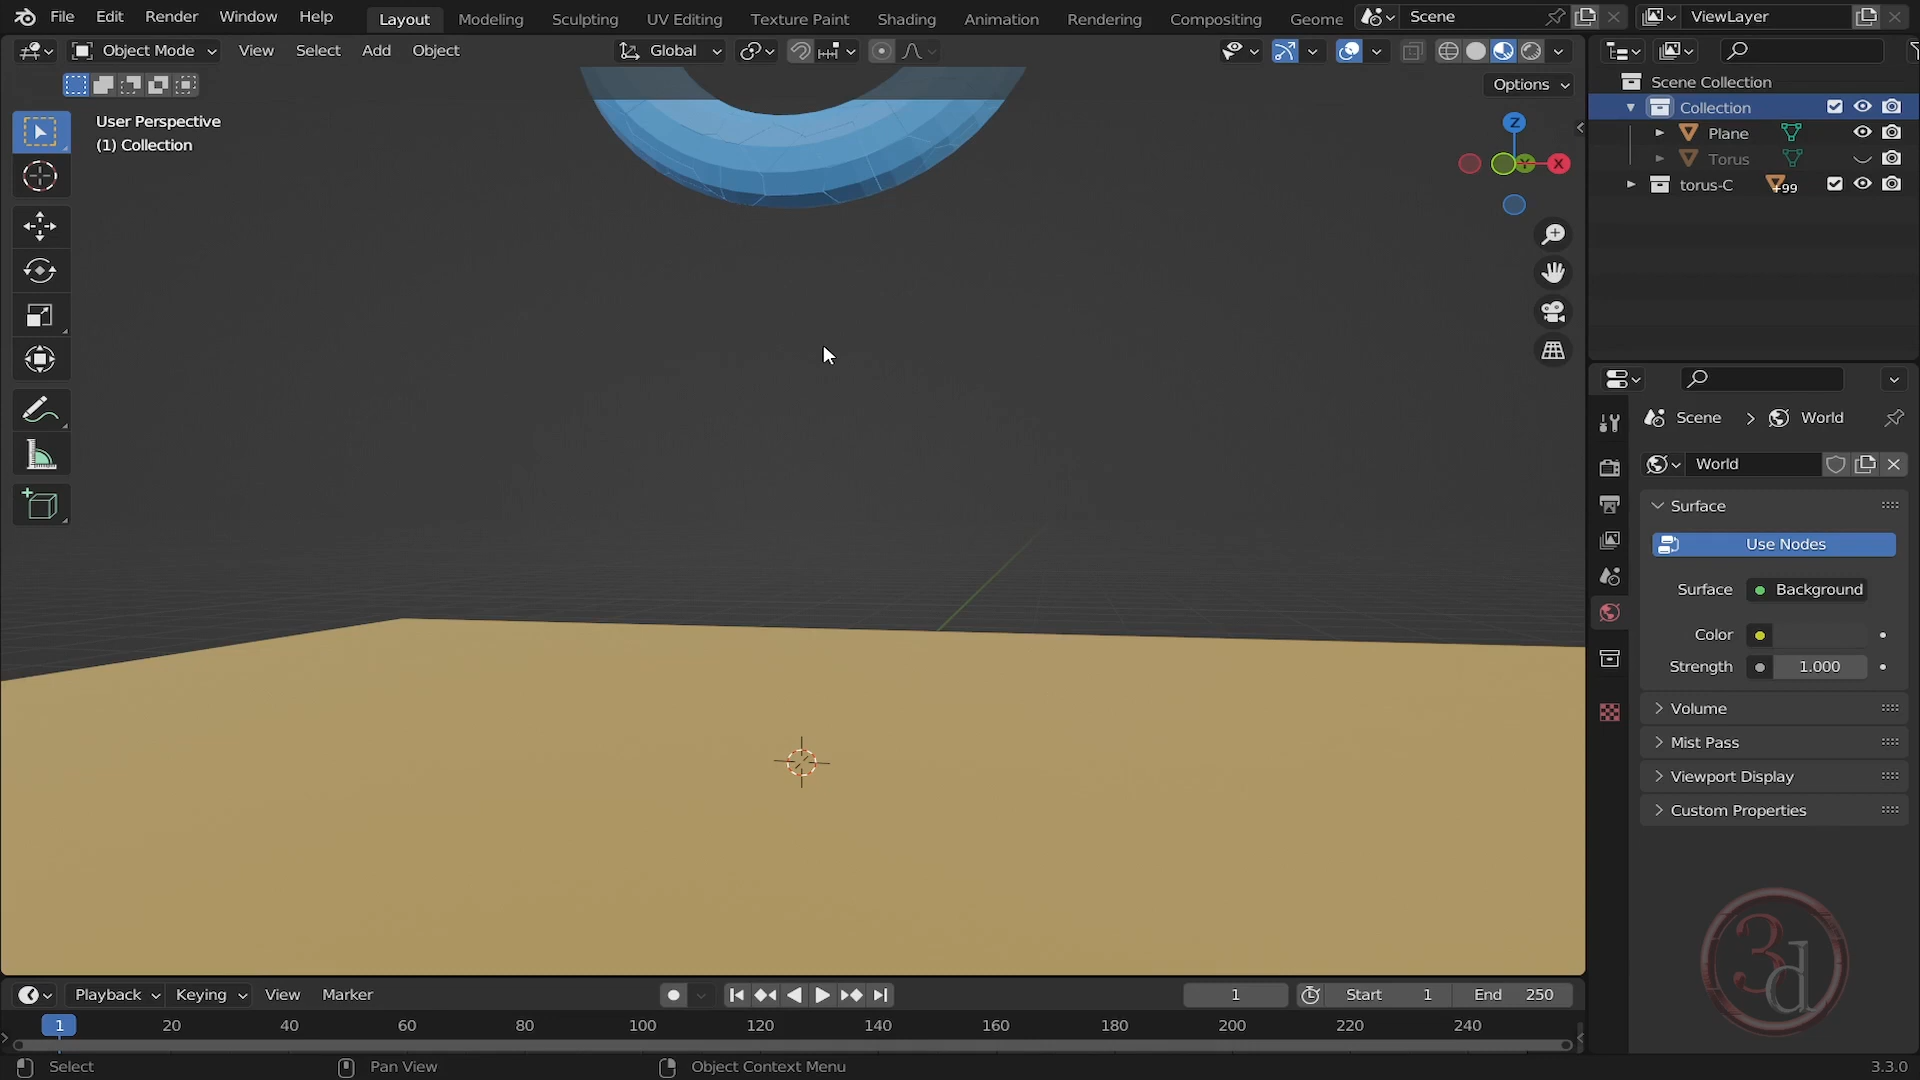 File Edit Render Window Help Layout Modeling Sculpting UV Editing Texture Paint Shading Animation Rendering Compositing Geome Scene ViewLayer
Object Mode View Select Add Object Global
Options
User Perspective
(1) Collection
Z
Y
X
Scene Collection
Collection
Plane
Torus
torus-C +99
Scene > World
World
Surface
Use Nodes
Surface Background
Color
Strength 1.000
Volume
Mist Pass
Viewport Display
Custom Properties
3d
Playback Keying View Marker 1 Start 1 End 250
1 20 40 60 80 100 120 140 160 180 200 220 240
Select Pan View Object Context Menu 3.3.0